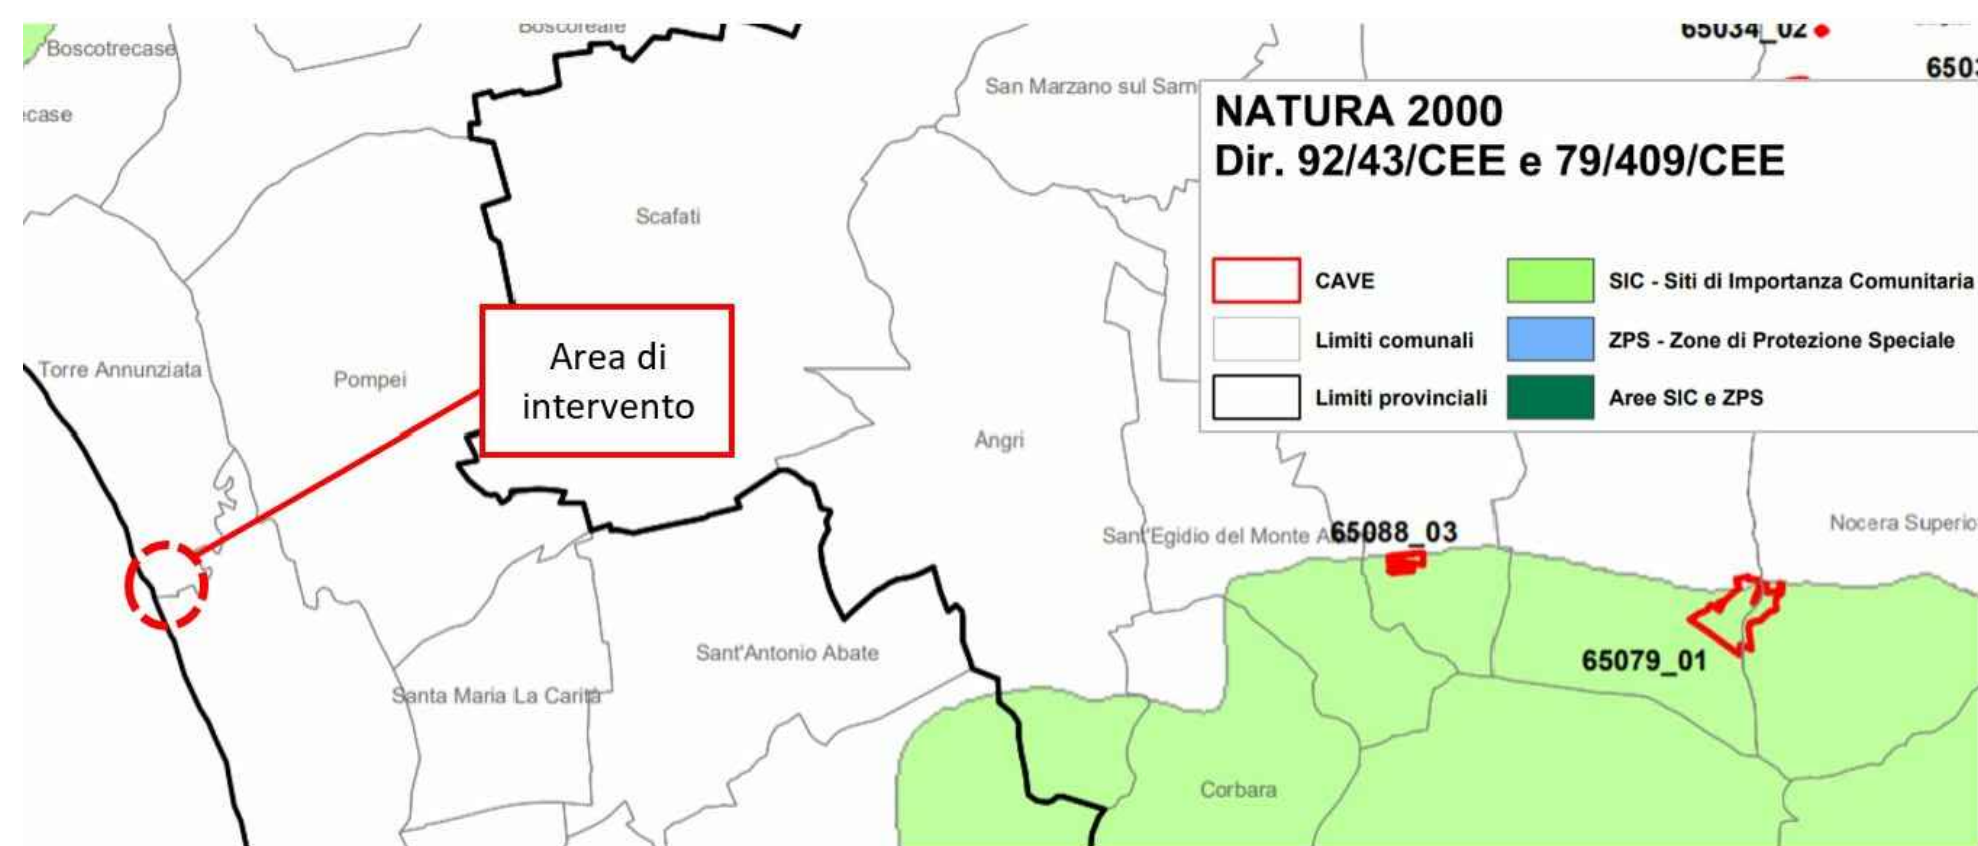 Boscoreale
65034_02
Boscotrecase
6503
San Marzano sul Sarn
case
NATURA 2000
Dir. 92/43/CEE e 79/409/CEE
Scafati
CAVE
SIC - Siti di Importanza Comunitaria
Limiti comunali
ZPS - Zone di Protezione Speciale
Limiti provinciali
Aree SIC e ZPS
Area di
intervento
Torre Annunziata
Pompei
Angri
Nocera Superio
Sant'Egidio del Monte A
65088_03
Sant'Antonio Abate
65079_01
Santa Maria La Carità
Corbara